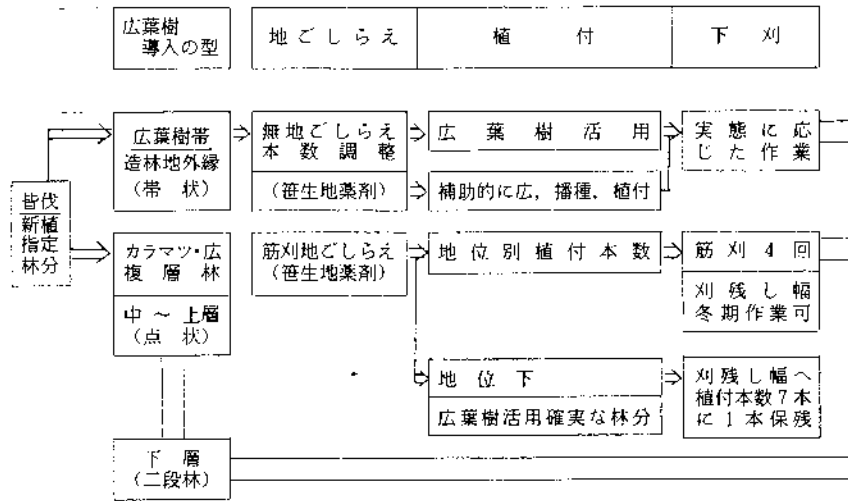 広葉樹
導入の型
地ごしらえ
植付
下刈
皆伐
新植
指定
林分
広葉樹帯
造林地外縁
(帯状)
無地ごしらえ
本数調整
(笹生地薬剤)
広葉樹活用
補助的に広,播種,植付
実態に応
じた作業
カラマツ・広
複層林
中～上層
(点状)
筋刈地ごしらえ
(笹生地薬剤)
地位別植付本数
筋刈4回
刈残し幅
冬期作業可
地位下
広葉樹活用確実な林分
刈残し幅へ
植付本数7本
に1本保残
下層
(二段林)